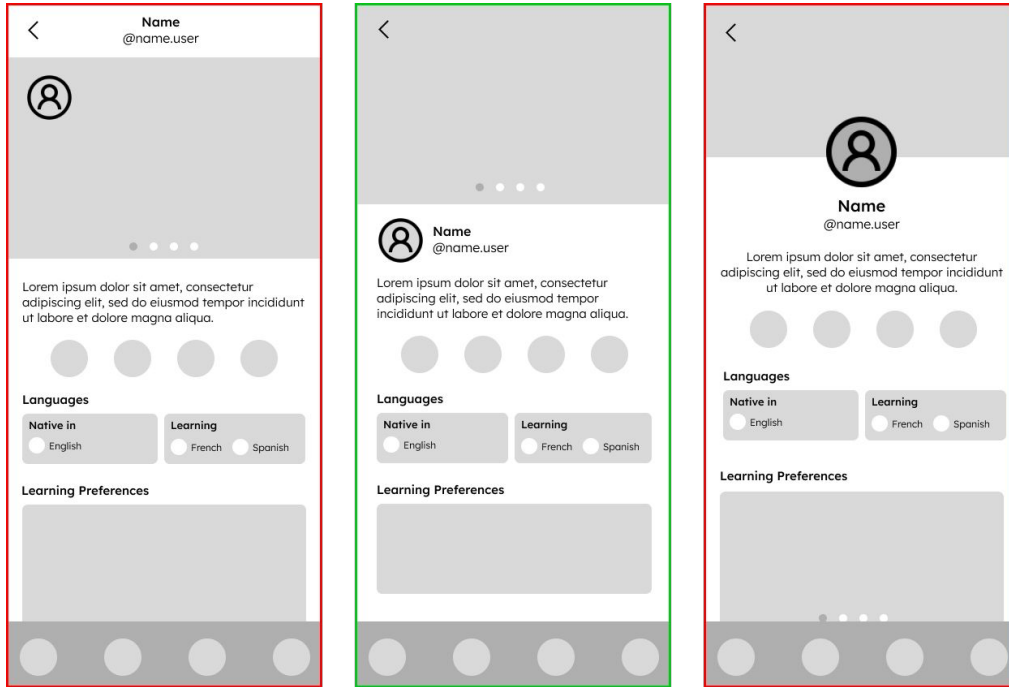 Name
@name.user
Lorem ipsum dolor sit amet, consectetur
adipiscing elit, sed do eiusmod tempor incididunt
ut labore et dolore magna aliqua.
Languages
Native in
English
Learning
French Spanish
Learning Preferences
Name
@name.user
Lorem ipsum dolor sit amet, consectetur
adipiscing elit, sed do eiusmod tempor
incididunt ut labore et dolore magna aliqua.
Languages
Native in
English
Learning
French Spanish
Learning Preferences
Name
@name.user
Lorem ipsum dolor sit amet, consectetur
adipiscing elit, sed do eiusmod tempor incididunt
ut labore et dolore magna aliqua.
Languages
Native in
English
Learning
French Spanish
Learning Preferences